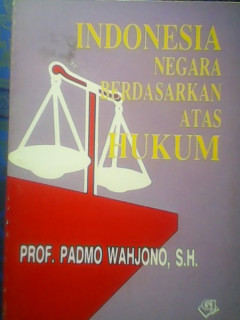 INDONESIA
NEGARA
BERDASARKAN
ATAS
HUKUM
PROF. PADMO WAHJONO, S.H.